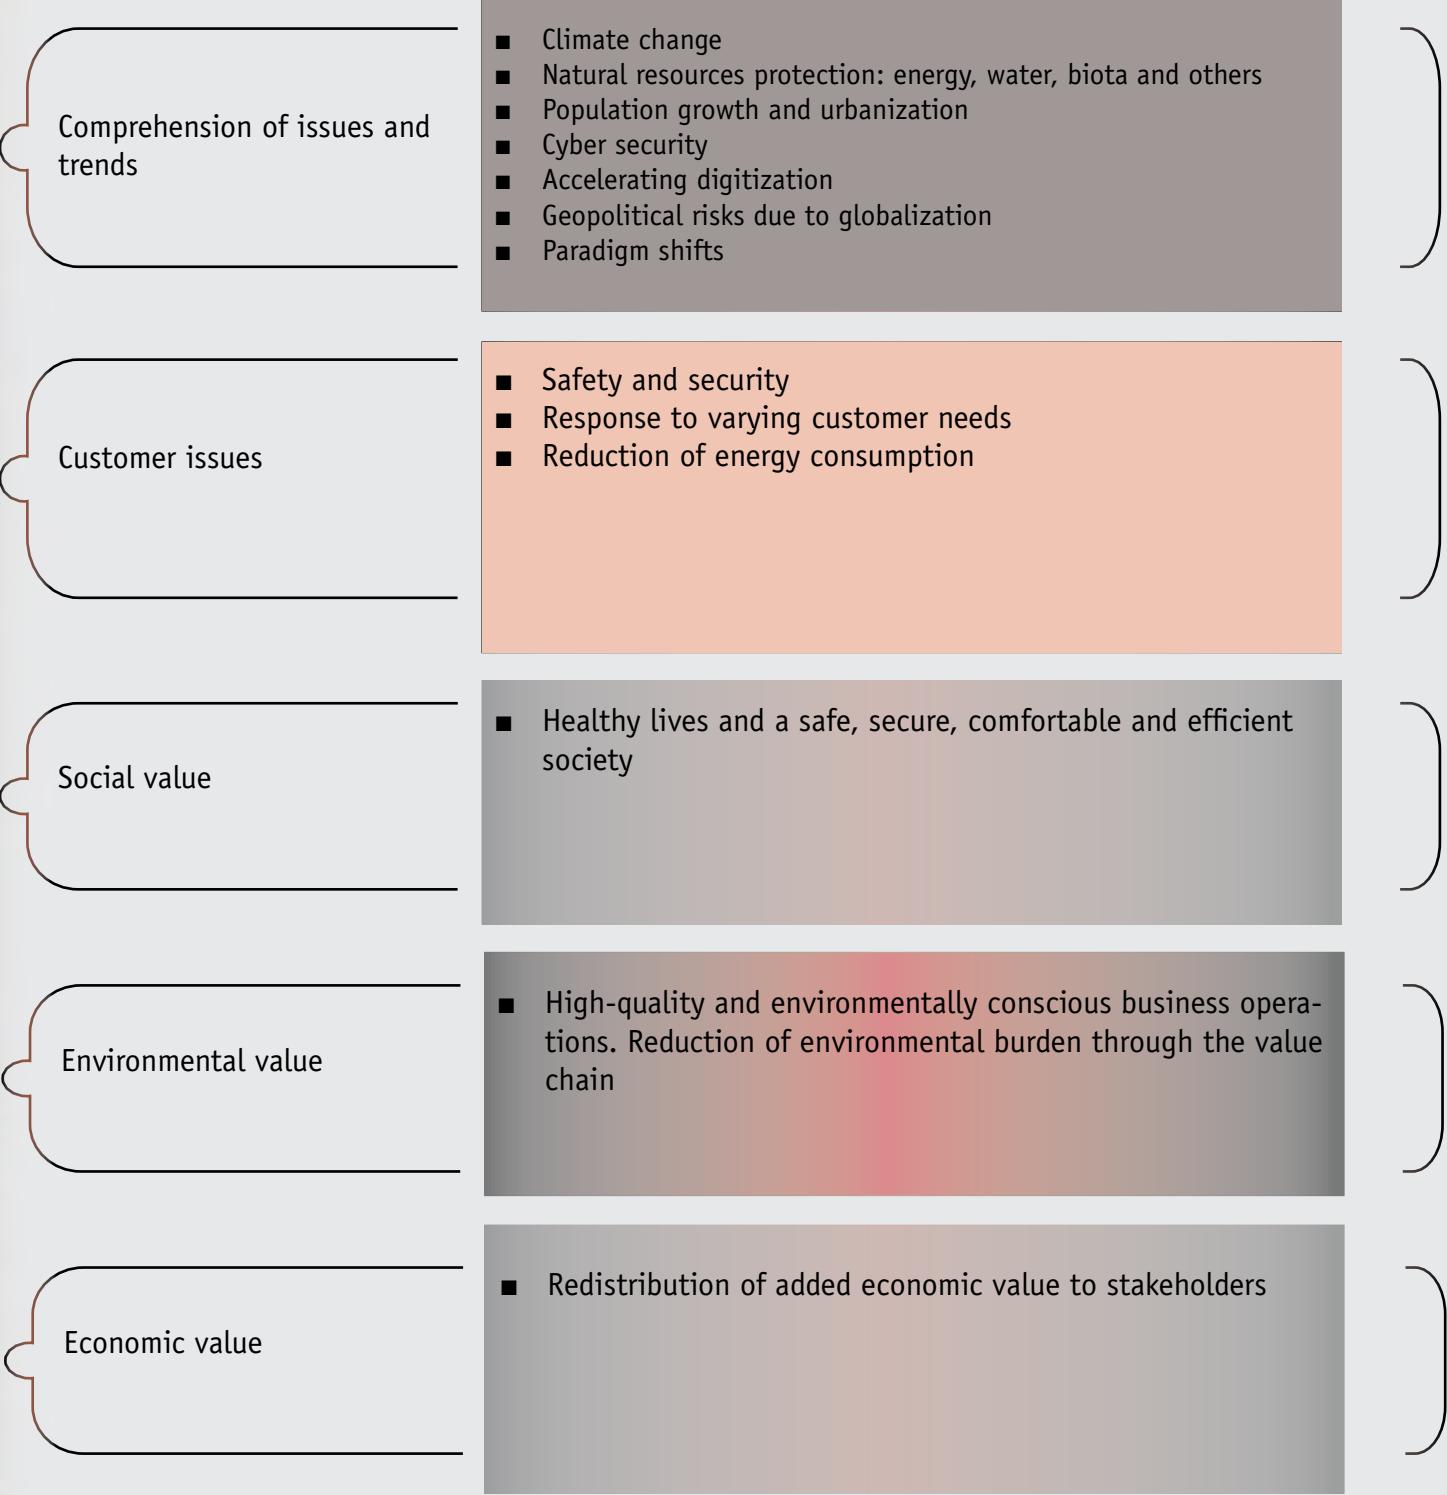 Comprehension of issues and
trends
■ Climate change
■ Natural resources protection: energy, water, biota and others
■ Population growth and urbanization
■ Cyber security
■ Accelerating digitization
■ Geopolitical risks due to globalization
■ Paradigm shifts
Customer issues
■ Safety and security
■ Response to varying customer needs
■ Reduction of energy consumption
Social value
■ Healthy lives and a safe, secure, comfortable and efficient
society
Environmental value
■ High-quality and environmentally conscious business opera-
tions. Reduction of environmental burden through the value
chain
Economic value
■ Redistribution of added economic value to stakeholders